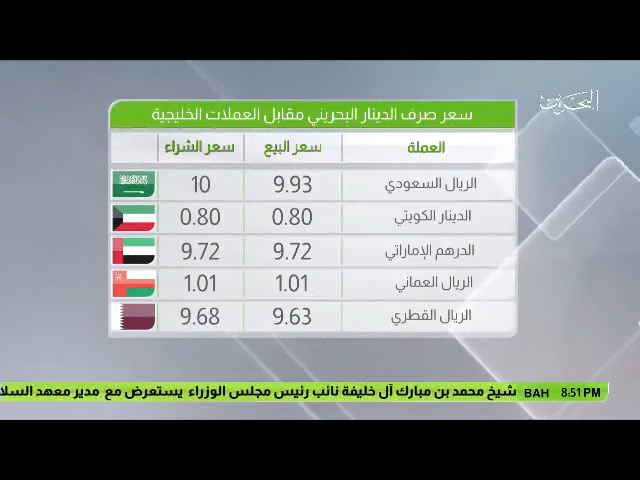 البحرين
سعر صرف الدينار البحريني مقابل العملات الخليجية
العملة سعر البيع سعر الشراء
الريال السعودي 9.93 10
الدينار الكويتي 0.80 0.80
الدرهم الإماراتي 9.72 9.72
الريال العماني 1.01 1.01
الريال القطري 9.63 9.68
8:51 PM BAH شيخ محمد بن مبارك آل خليفة نائب رئيس مجلس الوزراء يستعرض مع مدير معهد السلا